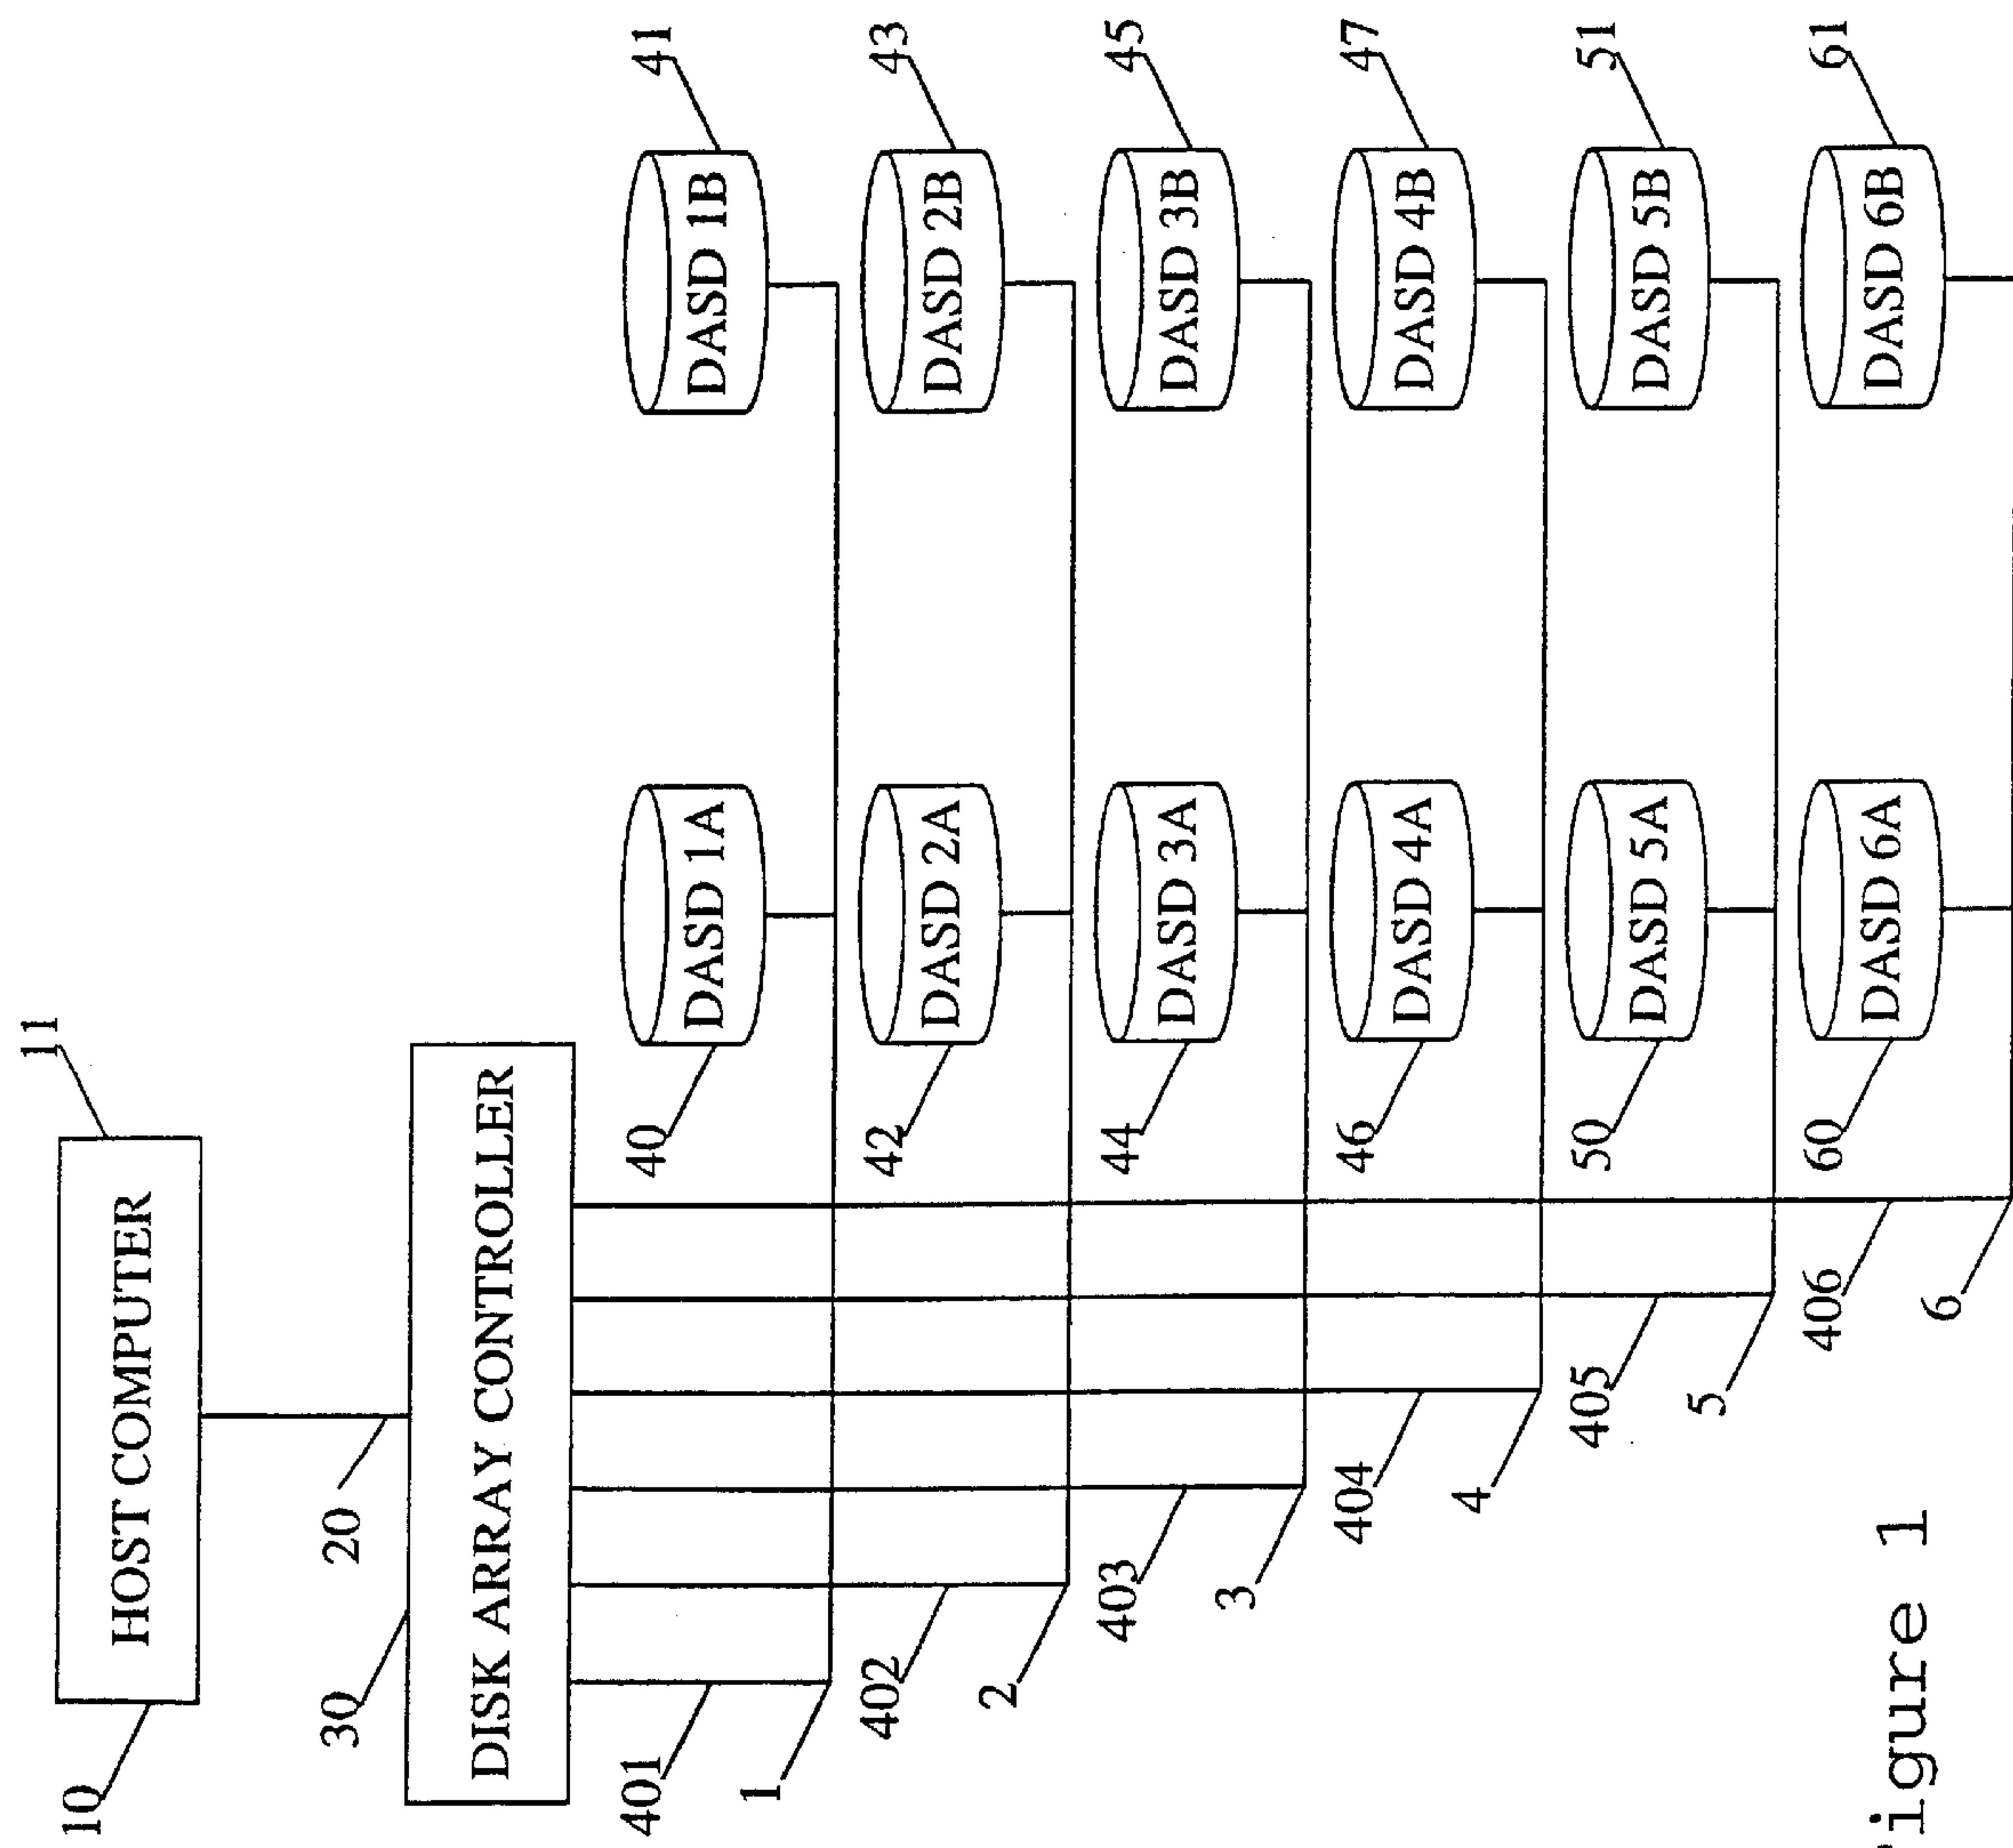 10
HOST COMPUTER
11
20
30
DISK ARRAY CONTROLLER
401
1
40
DASD 1A
DASD 1B
41
402
2
42
DASD 2A
DASD 2B
43
403
3
44
DASD 3A
DASD 3B
45
404
4
46
DASD 4A
DASD 4B
47
405
5
50
DASD 5A
DASD 5B
51
406
6
60
DASD 6A
DASD 6B
61
igure 1